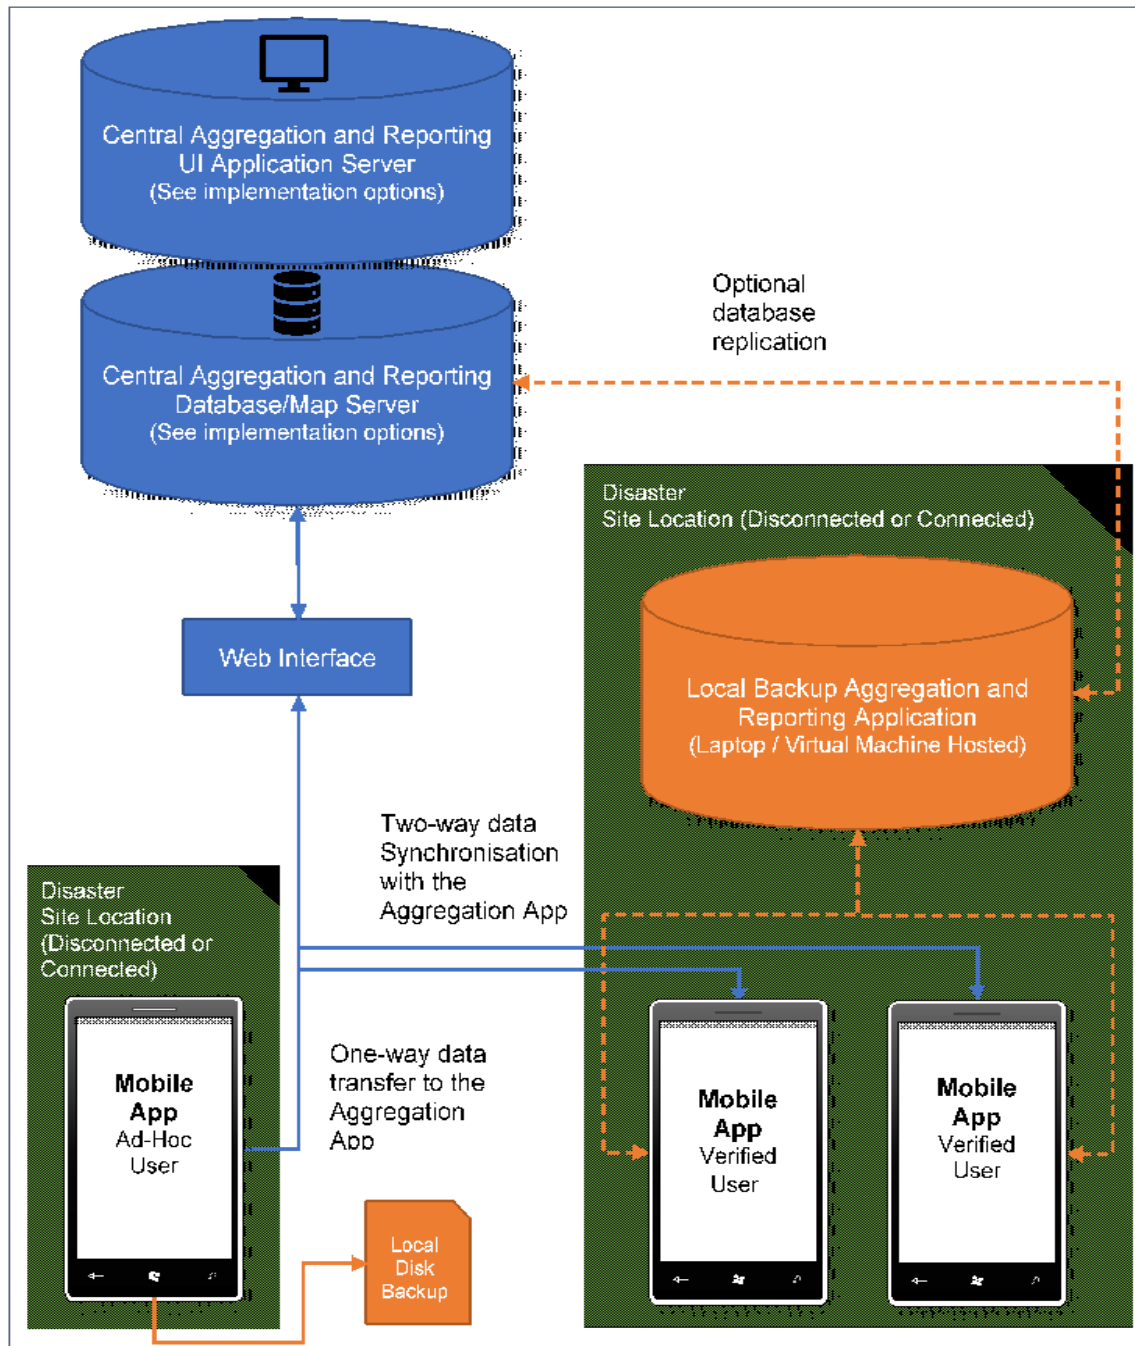 Central Aggregation and Reporting
UI Application Server
(See implementation options)
Central Aggregation and Reporting
Database/Map Server
(See implementation options)
Optional
database
replication
Web Interface
Disaster
Site Location (Disconnected or Connected)
Local Backup Aggregation and
Reporting Application
(Laptop / Virtual Machine Hosted)
Two-way data
Synchronisation
with the
Aggregation App
Disaster
Site Location
(Disconnected or
Connected)
Mobile
App
Ad-Hoc
User
One-way data
transfer to the
Aggregation
App
Local
Disk
Backup
Mobile
App
Verified
User
Mobile
App
Verified
User